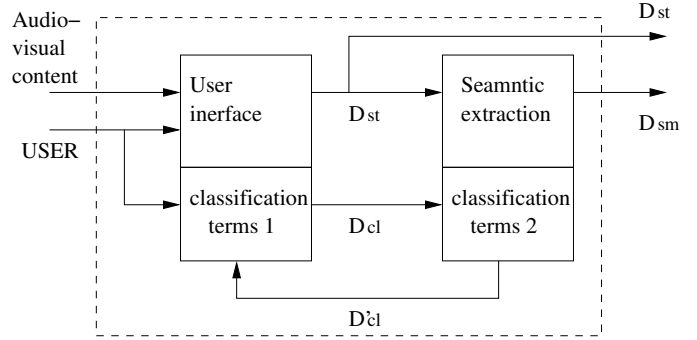 Audio−
visual
content
USER
User
inerface
classification
terms 1
D st
D cl
D'cl
Seamntic
extraction
classification
terms 2
D st
D sm